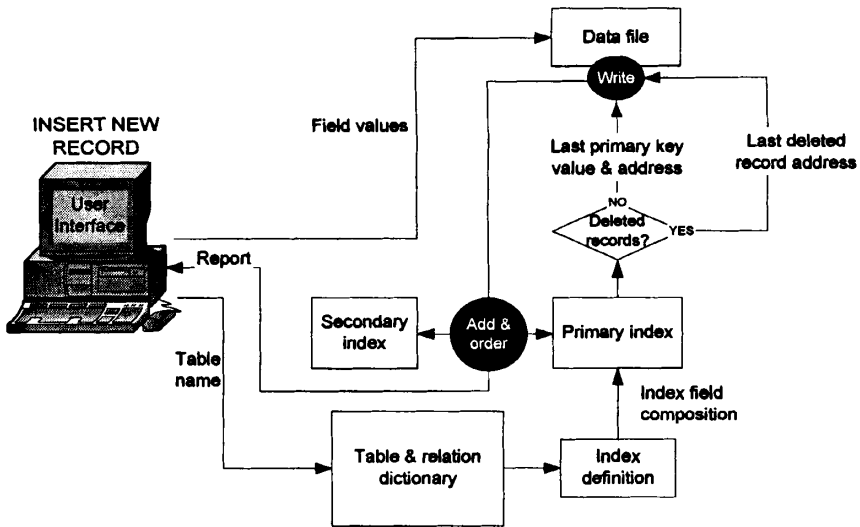 Data file
Write
INSERT NEW
RECORD
Field values
Last primary key
value & address
Last deleted
record address
User
Interface
NO
Deleted
records?
YES
Report
Secondary
index
Add &
order
Primary index
Table
name
Index field
composition
Table & relation
dictionary
Index
definition